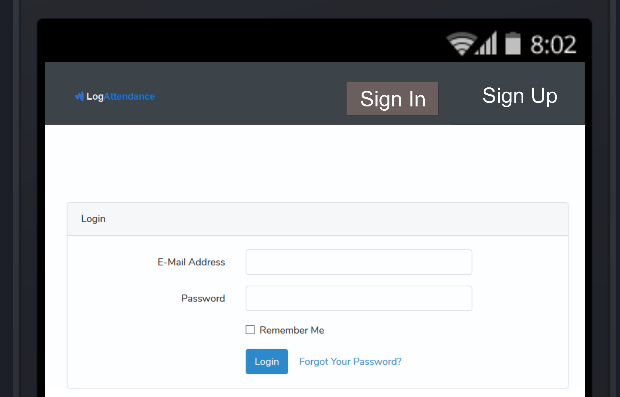 8:02
LogAttendance
Sign In
Sign Up
Login
E-Mail Address
Password
Remember Me
Login
Forgot Your Password?